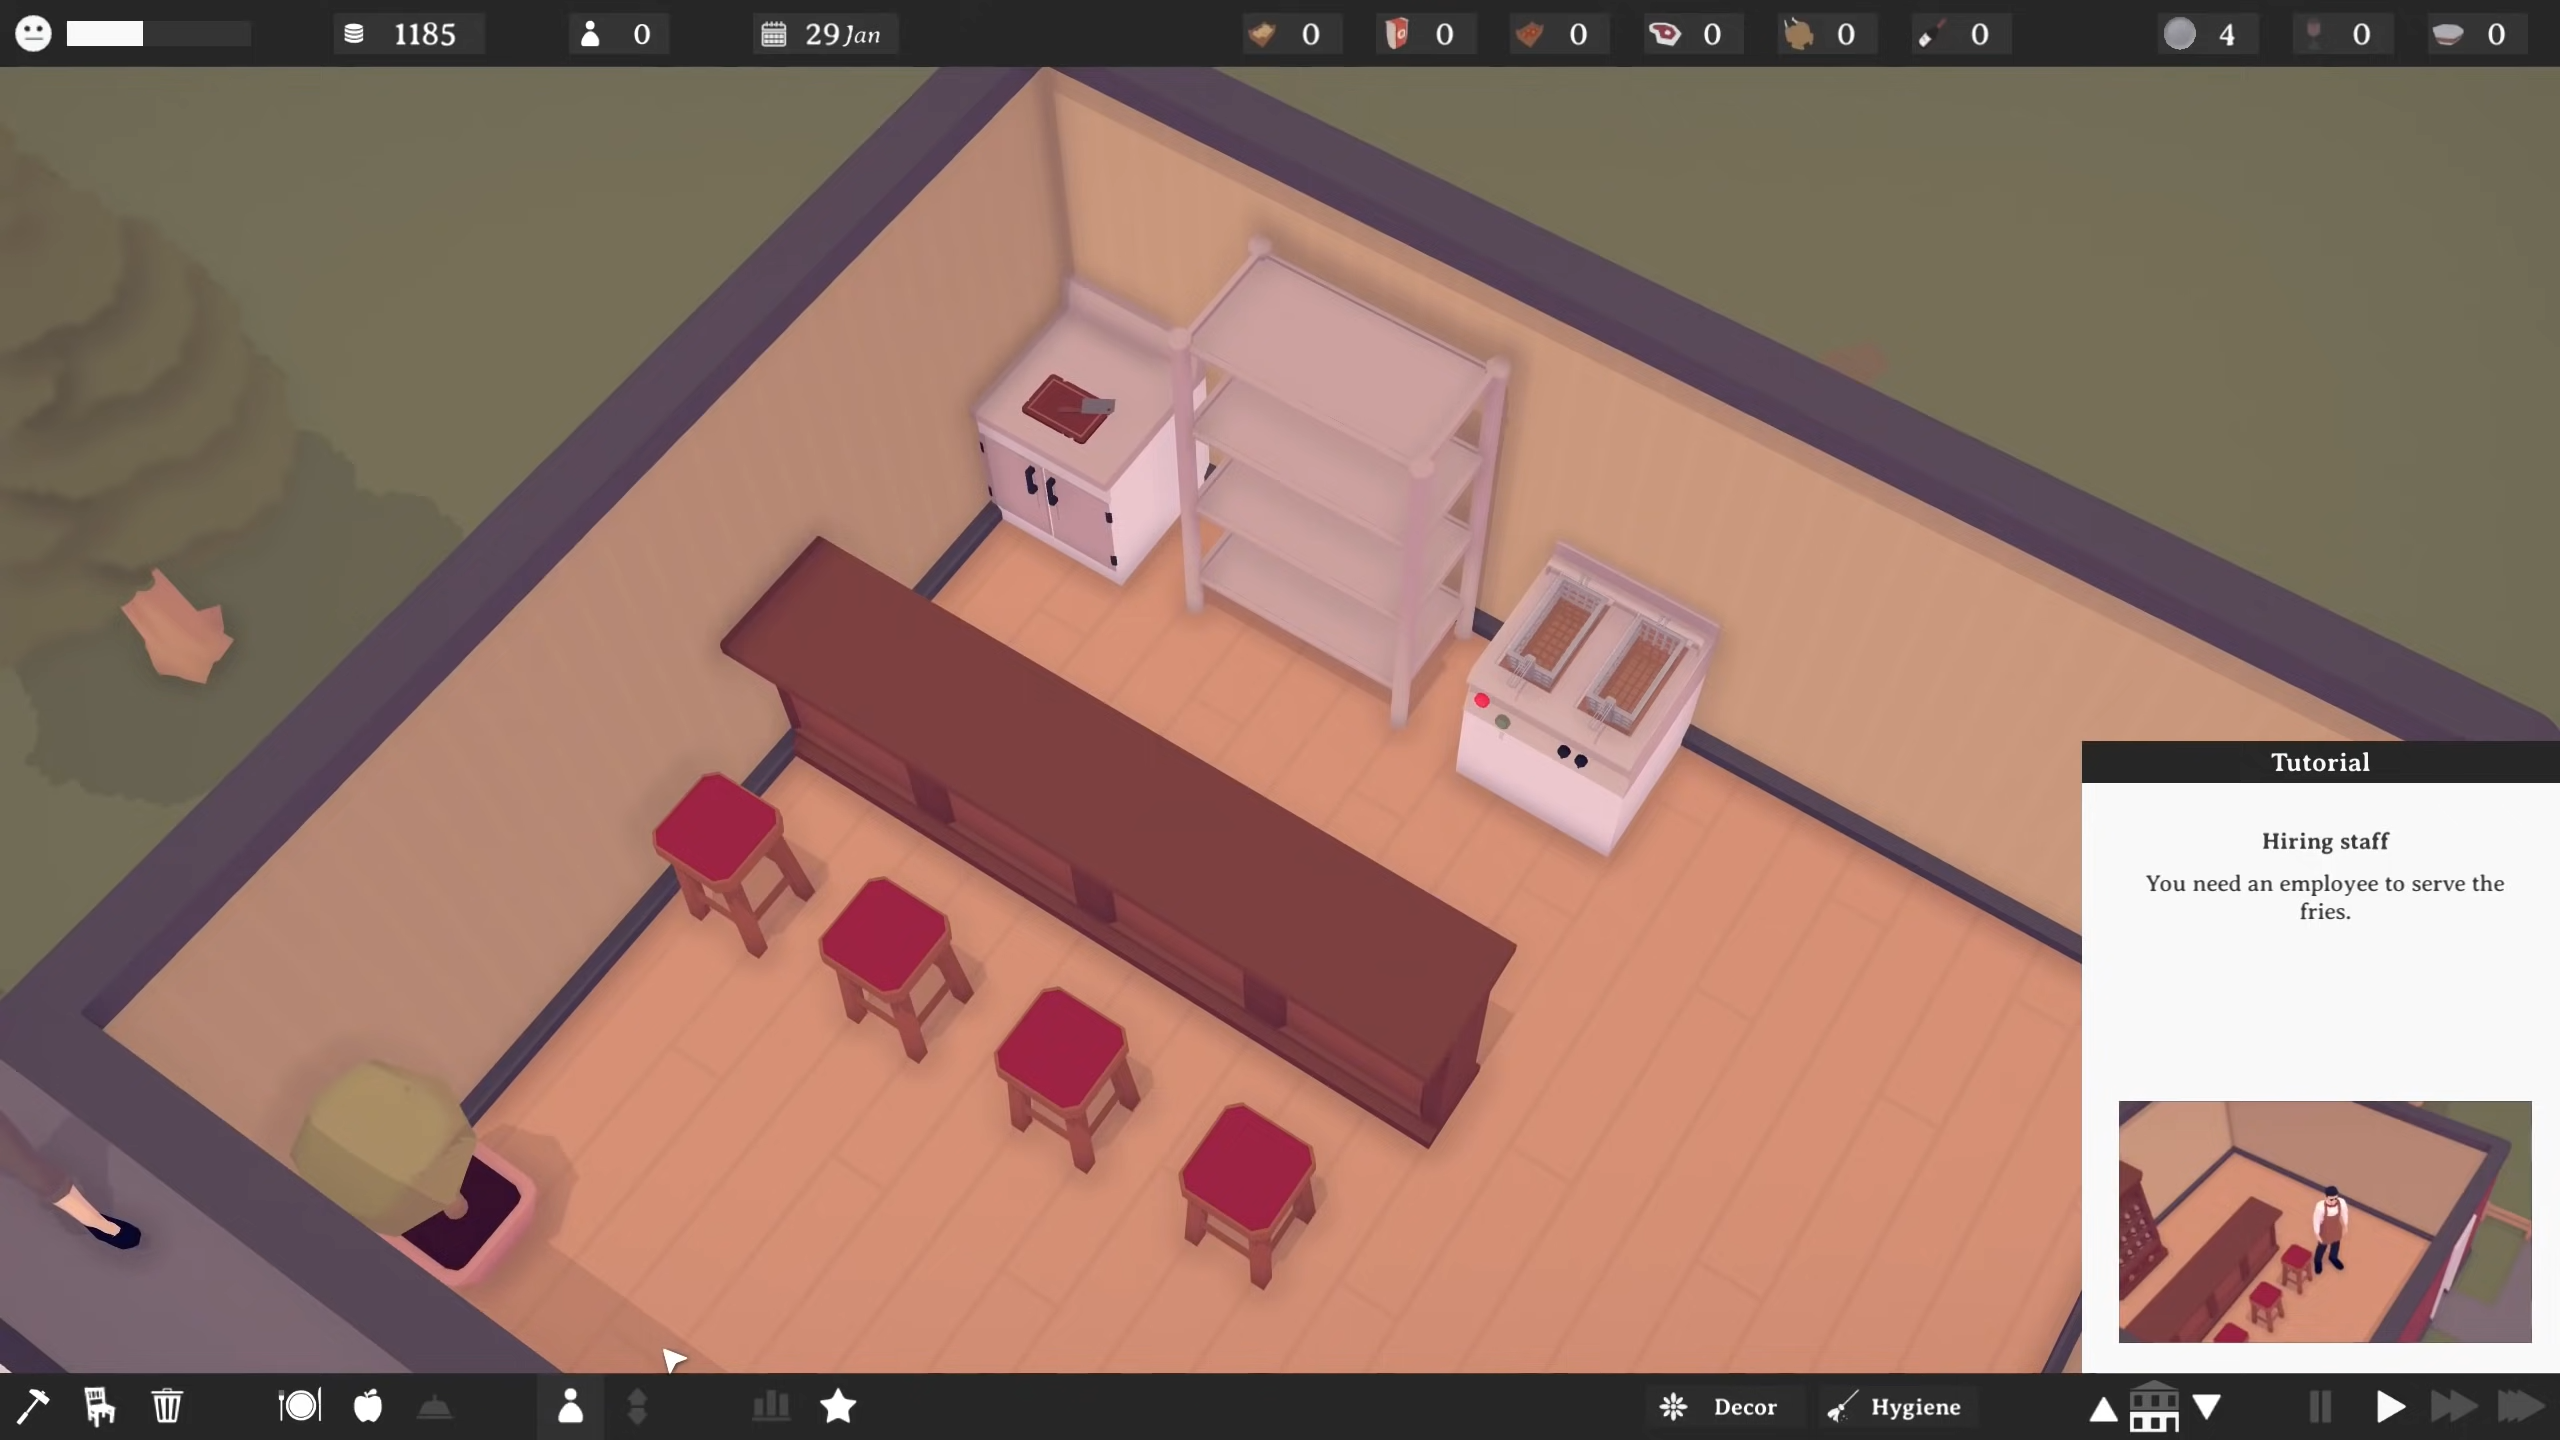 1185
0
29 Jan
0
0
0
0
0
0
4
0
0
Tutorial
Hiring staff
You need an employee to serve the
fries.
Decor
Hygiene